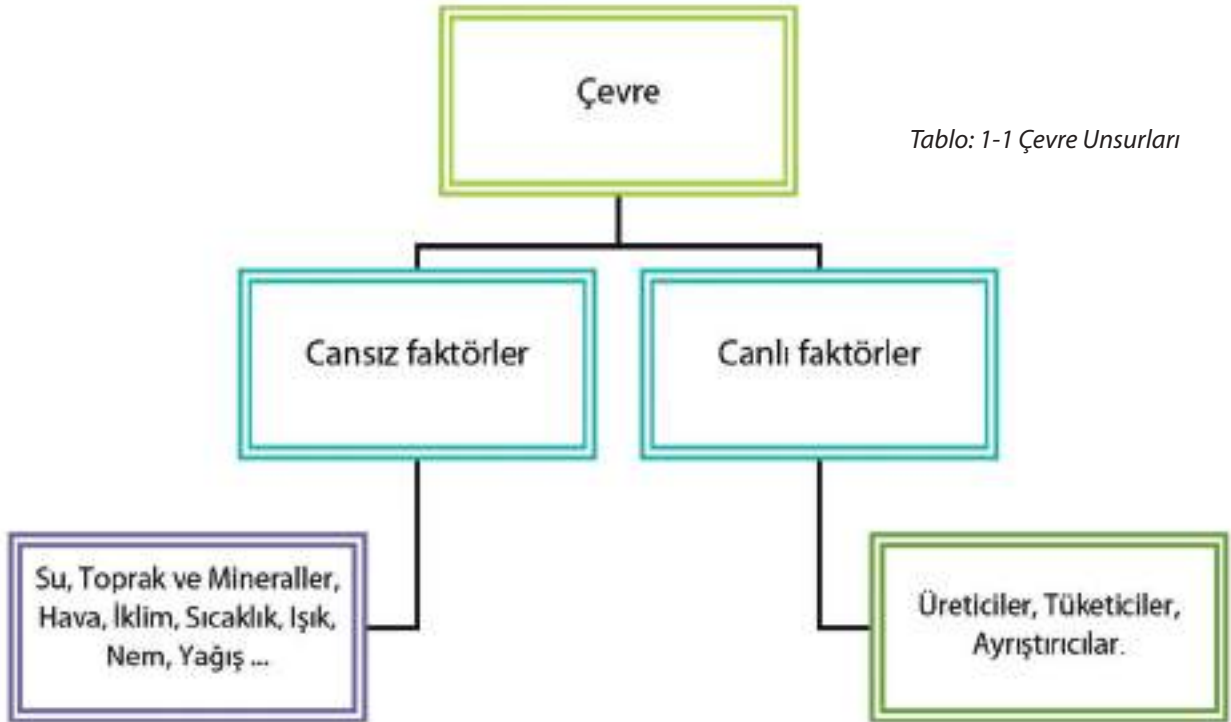 Çevre
Tablo: 1-1 Çevre Unsurları
Cansız faktörler
Canlı faktörler
Su, Toprak ve Mineraller,
Hava, İklim, Sıcaklık, Işık,
Nem, Yağış ...
Üreticiler, Tüketiciler,
Ayrıştırıcılar.